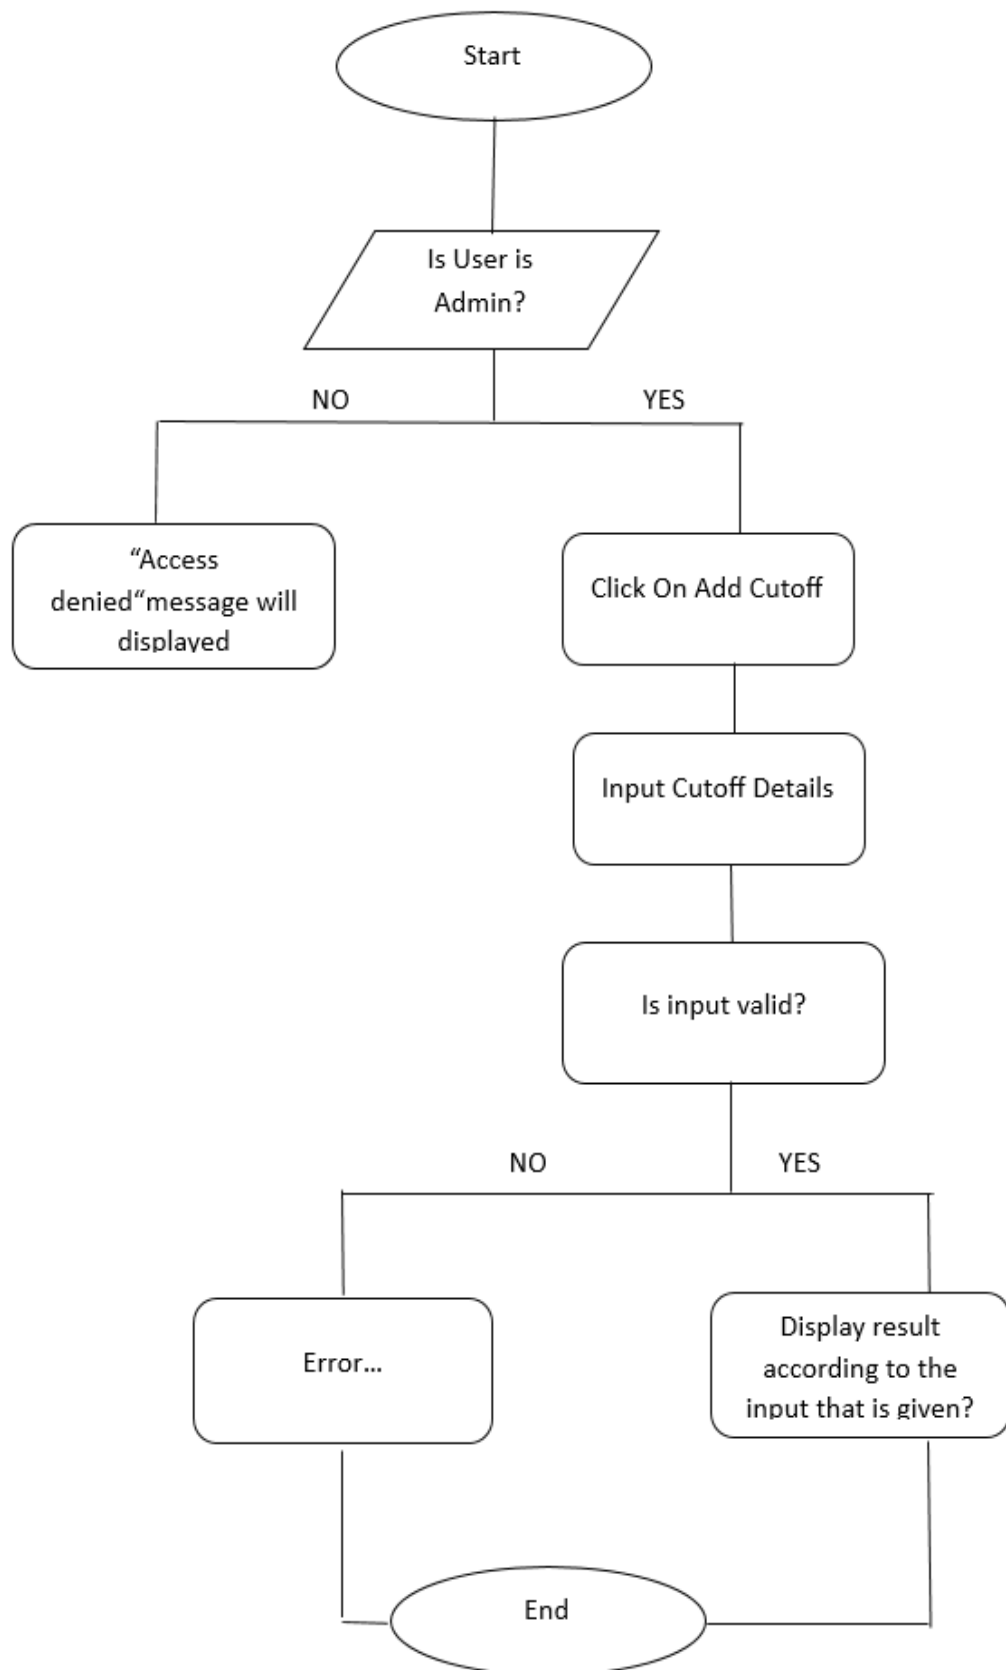 Start
Is User is
Admin?
NO
YES
“Access
denied“message will
displayed
Click On Add Cutoff
Input Cutoff Details
Is input valid?
NO
YES
Error...
Display result
according to the
input that is given?
End